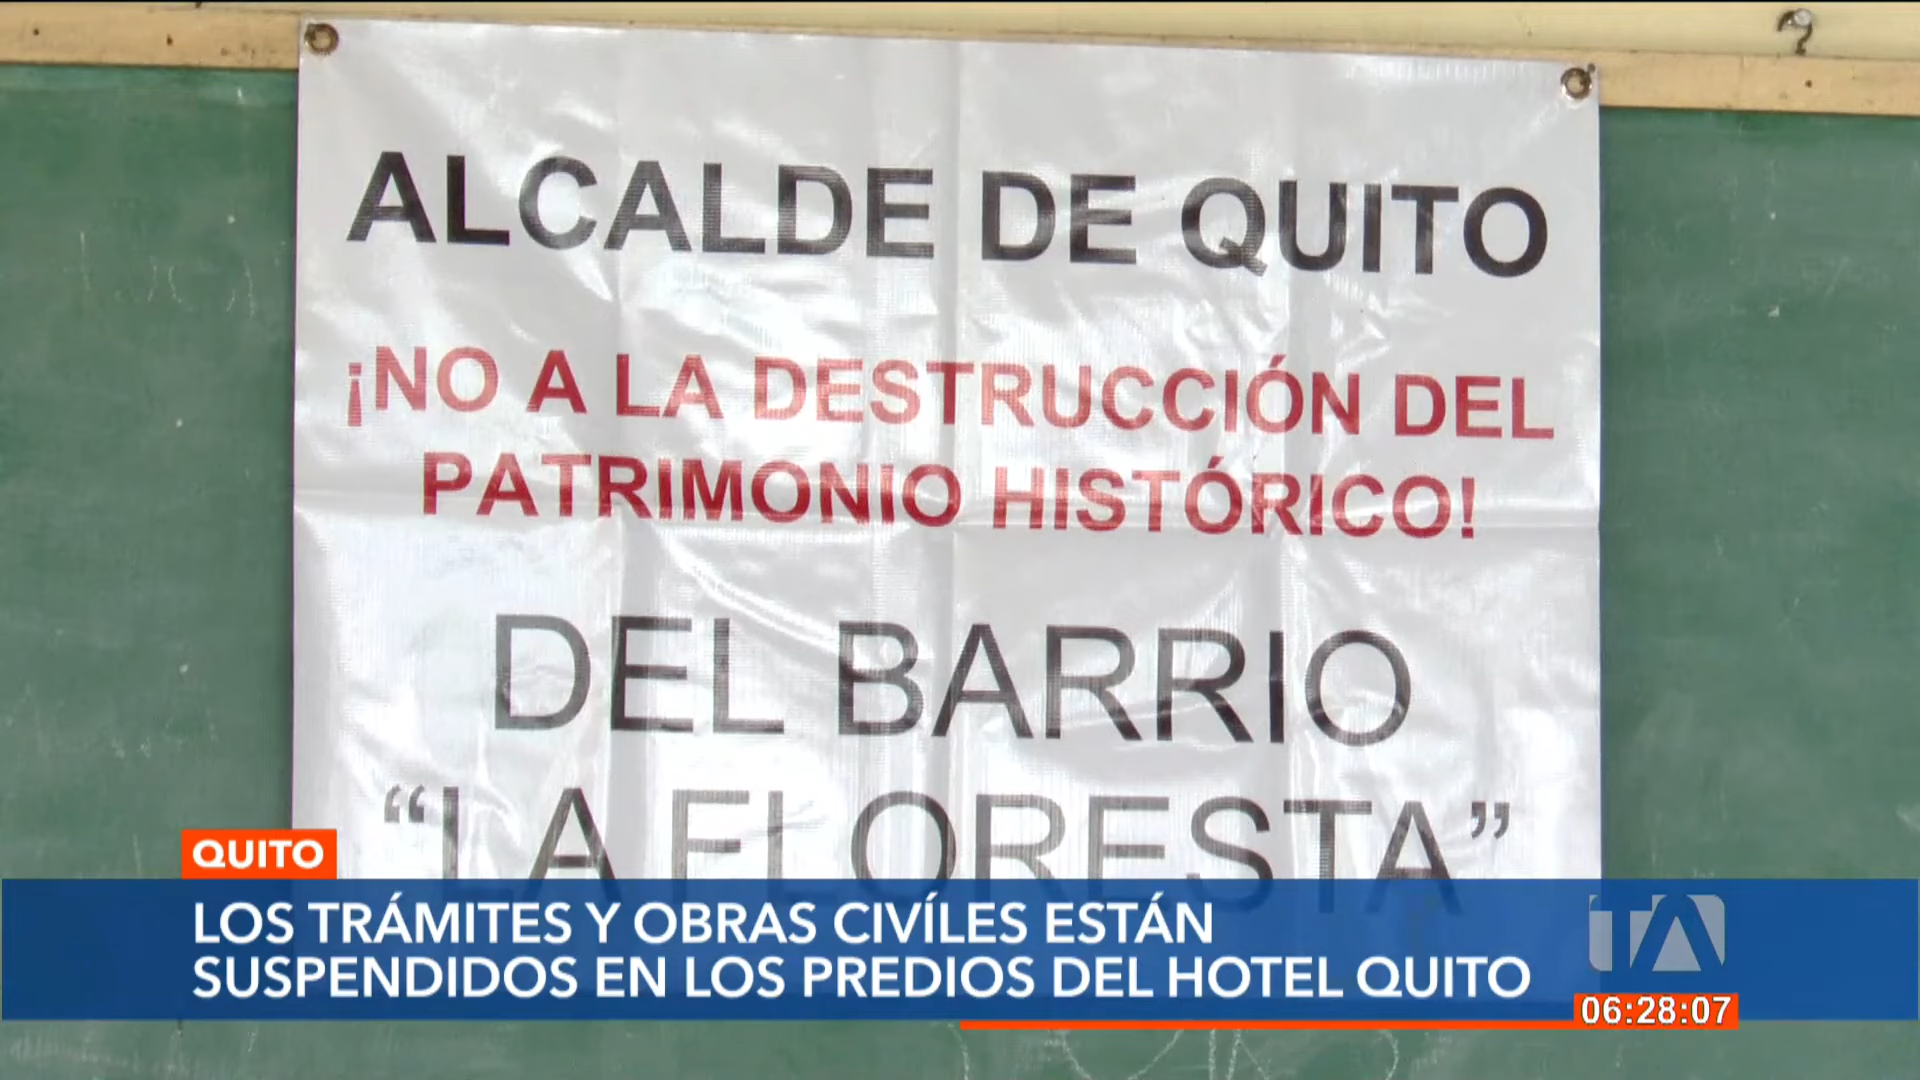 ALCALDE DE QUITO
¡NO A LA DESTRUCCIÓN DEL
PATRIMONIO HISTÓRICO!
DEL BARRIO
“LA FLORESTA”
QUITO
LOS TRÁMITES Y OBRAS CIVÍLES ESTÁN
SUSPENDIDOS EN LOS PREDIOS DEL HOTEL QUITO
TA
06:28:07